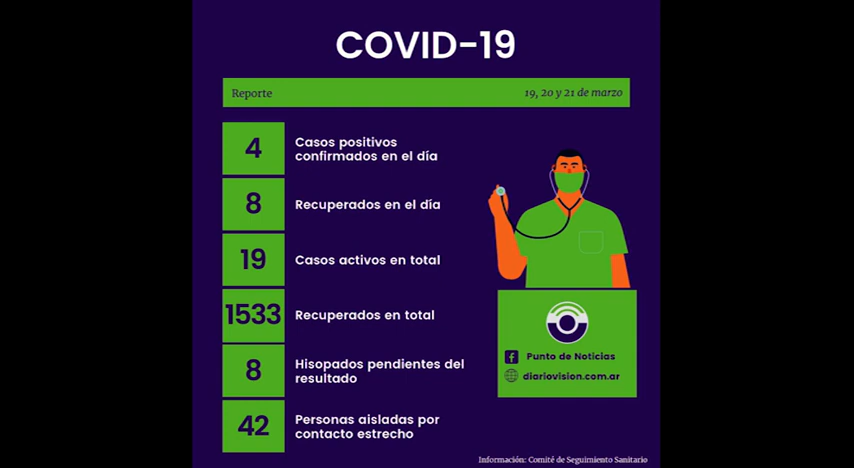 COVID-19
Reporte
19, 20 y 21 de marzo
4
Casos positivos
confirmados en el día
8
Recuperados en el día
19
Casos activos en total
1533
Recuperados en total
8
Hisopados pendientes del
resultado
42
Personas aisladas por
contacto estrecho
Punto de Noticias
diariovision.com.ar
Información: Comité de Seguimiento Sanitario